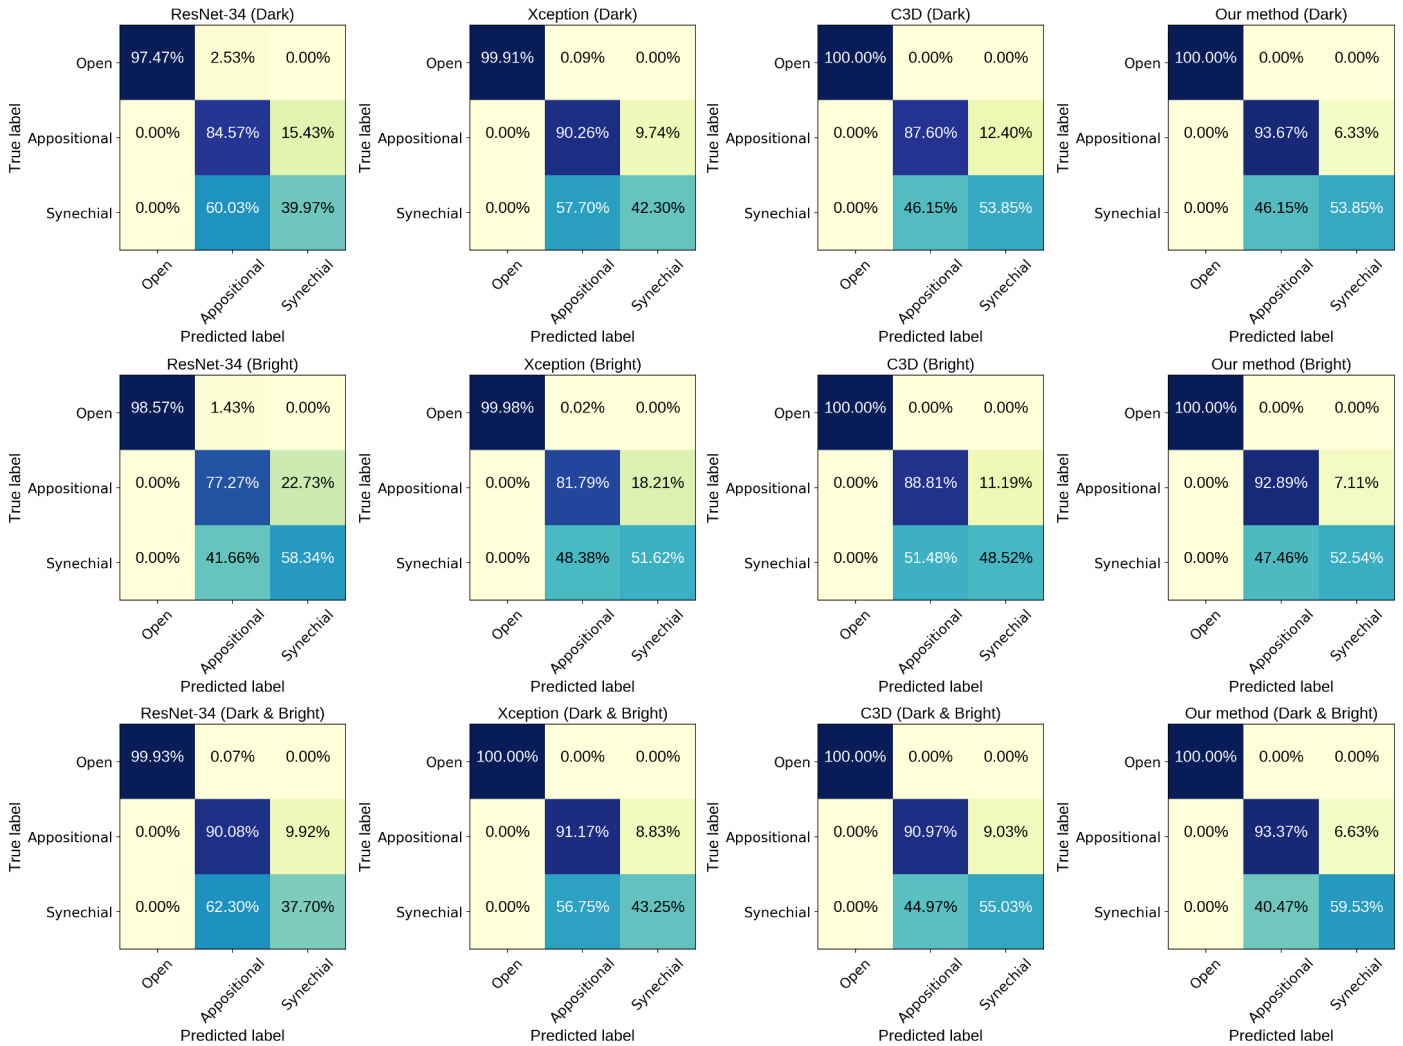 ResNet-34 (Dark)
True label
Open
97.47% 2.53% 0.00%
Appositional
0.00% 84.57% 15.43%
Synechial
0.00% 60.03% 39.97%
Open Appositional Synechial
Predicted label
Xception (Dark)
True label
Open
99.91% 0.09% 0.00%
Appositional
0.00% 90.26% 9.74%
Synechial
0.00% 57.70% 42.30%
Open Appositional Synechial
Predicted label
C3D (Dark)
True label
Open
100.00% 0.00% 0.00%
Appositional
0.00% 87.60% 12.40%
Synechial
0.00% 46.15% 53.85%
Open Appositional Synechial
Predicted label
Our method (Dark)
True label
Open
100.00% 0.00% 0.00%
Appositional
0.00% 93.67% 6.33%
Synechial
0.00% 46.15% 53.85%
Open Appositional Synechial
Predicted label
ResNet-34 (Bright)
True label
Open
98.57% 1.43% 0.00%
Appositional
0.00% 77.27% 22.73%
Synechial
0.00% 41.66% 58.34%
Open Appositional Synechial
Predicted label
Xception (Bright)
True label
Open
99.98% 0.02% 0.00%
Appositional
0.00% 81.79% 18.21%
Synechial
0.00% 48.38% 51.62%
Open Appositional Synechial
Predicted label
C3D (Bright)
True label
Open
100.00% 0.00% 0.00%
Appositional
0.00% 88.81% 11.19%
Synechial
0.00% 51.48% 48.52%
Open Appositional Synechial
Predicted label
Our method (Bright)
True label
Open
100.00% 0.00% 0.00%
Appositional
0.00% 92.89% 7.11%
Synechial
0.00% 47.46% 52.54%
Open Appositional Synechial
Predicted label
ResNet-34 (Dark & Bright)
True label
Open
99.93% 0.07% 0.00%
Appositional
0.00% 90.08% 9.92%
Synechial
0.00% 62.30% 37.70%
Open Appositional Synechial
Predicted label
Xception (Dark & Bright)
True label
Open
100.00% 0.00% 0.00%
Appositional
0.00% 91.17% 8.83%
Synechial
0.00% 56.75% 43.25%
Open Appositional Synechial
Predicted label
C3D (Dark & Bright)
True label
Open
100.00% 0.00% 0.00%
Appositional
0.00% 90.97% 9.03%
Synechial
0.00% 44.97% 55.03%
Open Appositional Synechial
Predicted label
Our method (Dark & Bright)
True label
Open
100.00% 0.00% 0.00%
Appositional
0.00% 93.37% 6.63%
Synechial
0.00% 40.47% 59.53%
Open Appositional Synechial
Predicted label